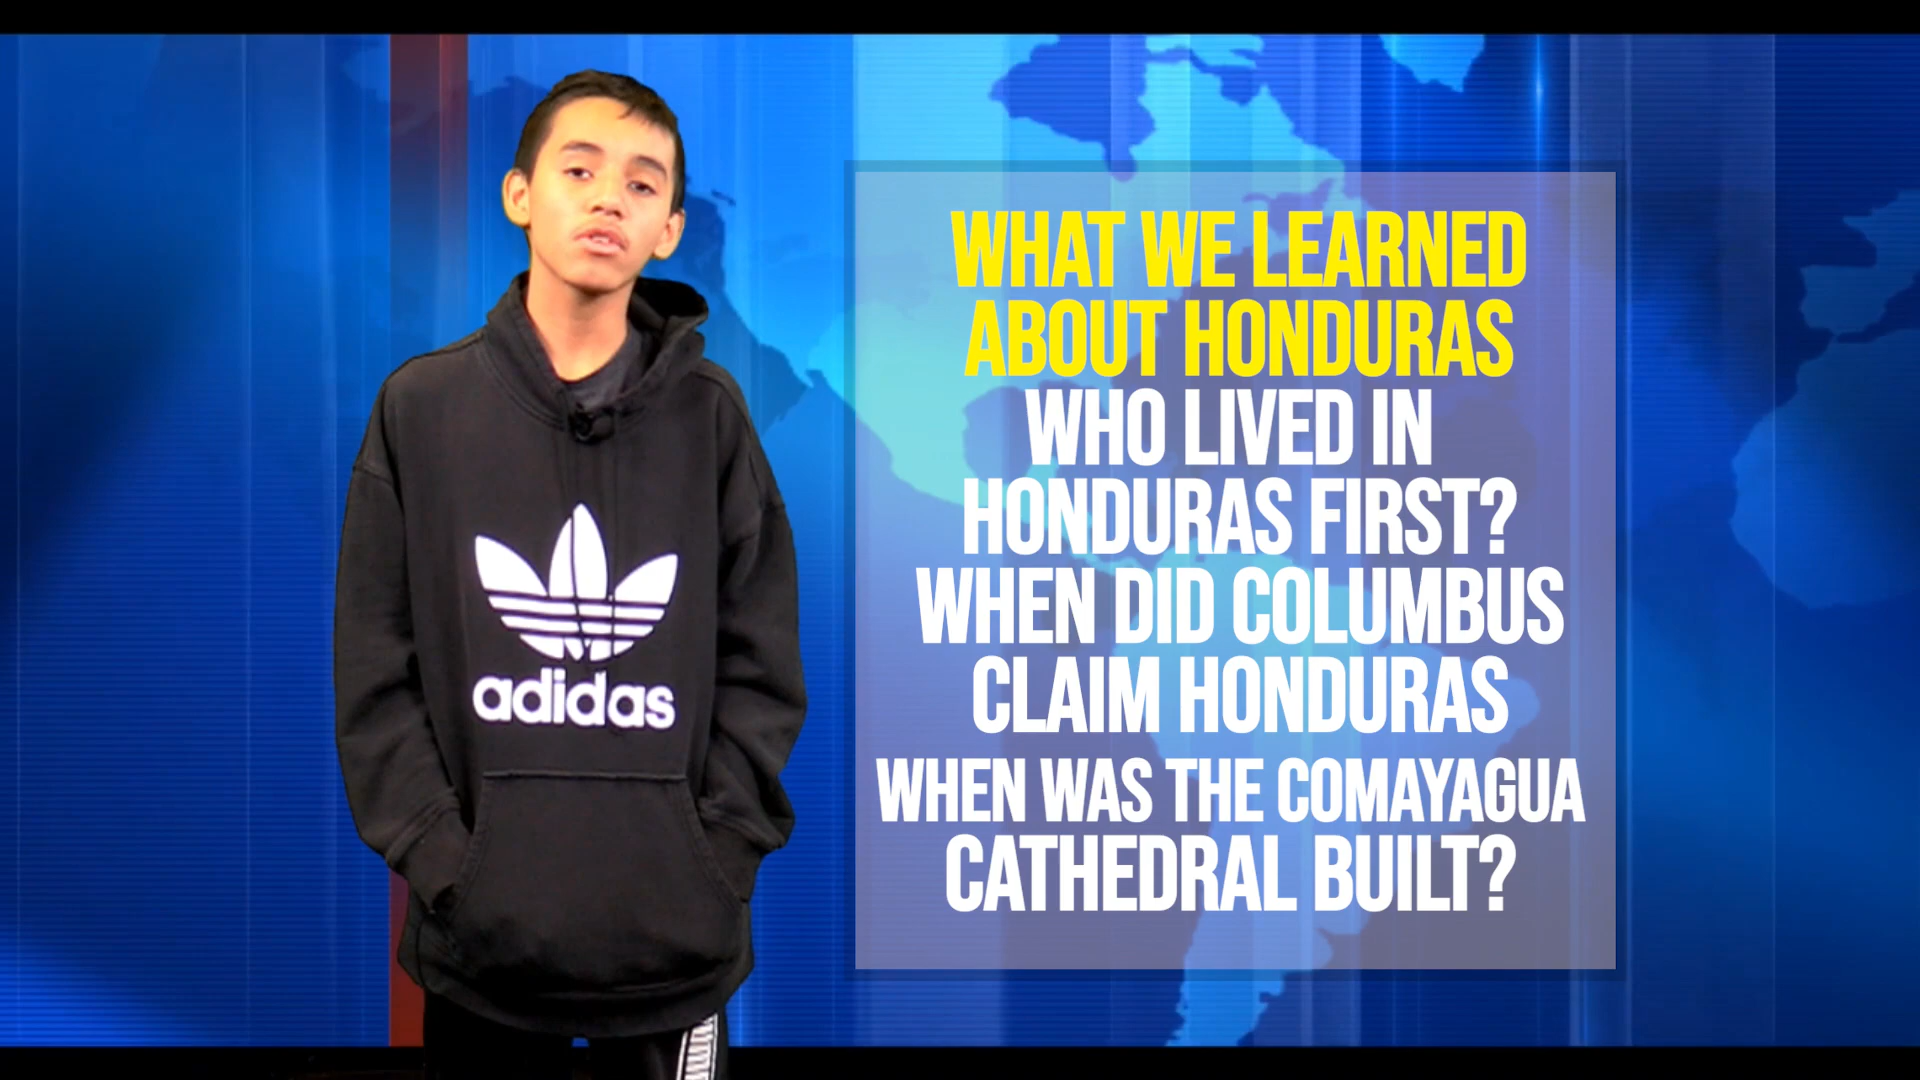 adidas
WHAT WE LEARNED
ABOUT HONDURAS
WHO LIVED IN
HONDURAS FIRST?
WHEN DID COLUMBUS
CLAIM HONDURAS
WHEN WAS THE COMAYAGUA
CATHEDRAL BUILT?